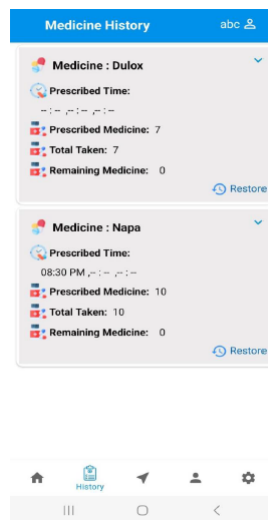 Medicine History
abc
Medicine : Dulox
Prescribed Time:
-- : -- ,-- : -- ,-- : --
Prescribed Medicine: 7
Total Taken: 7
Remaining Medicine: 0
Restore
Medicine : Napa
Prescribed Time:
08:30 PM ,-- : -- ,-- : --
Prescribed Medicine: 10
Total Taken: 10
Remaining Medicine: 0
Restore
History